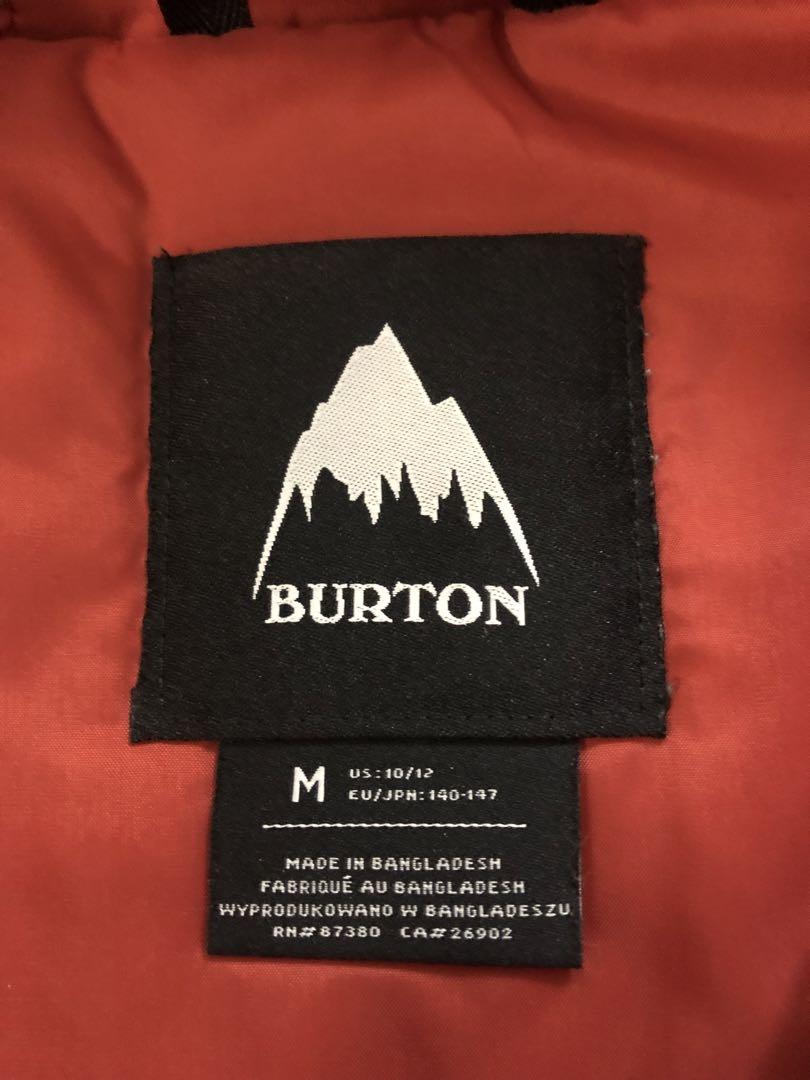 BURTON
M US:10/12
EU/JPN:140-147
MADE IN BANGLADESH
FABRIQUÉ AU BANGLADESH
WYPRODUKOWANO W BANGLADESZU
RN#87380 CA#26902